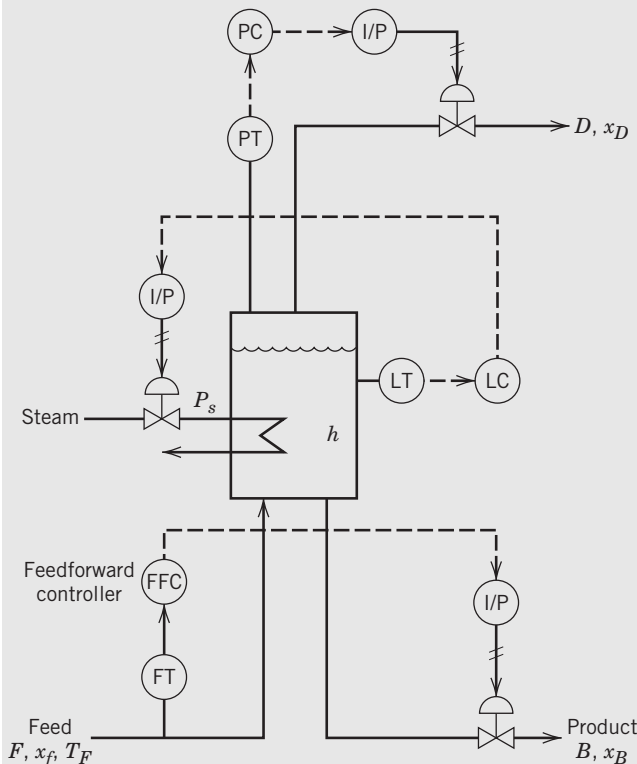 PC
I/P
PT
D, x_D
I/P
LT
LC
Steam
P_s
h
Feedforward
controller
FFC
I/P
FT
Feed
F, x_f, T_F
Product
B, x_B